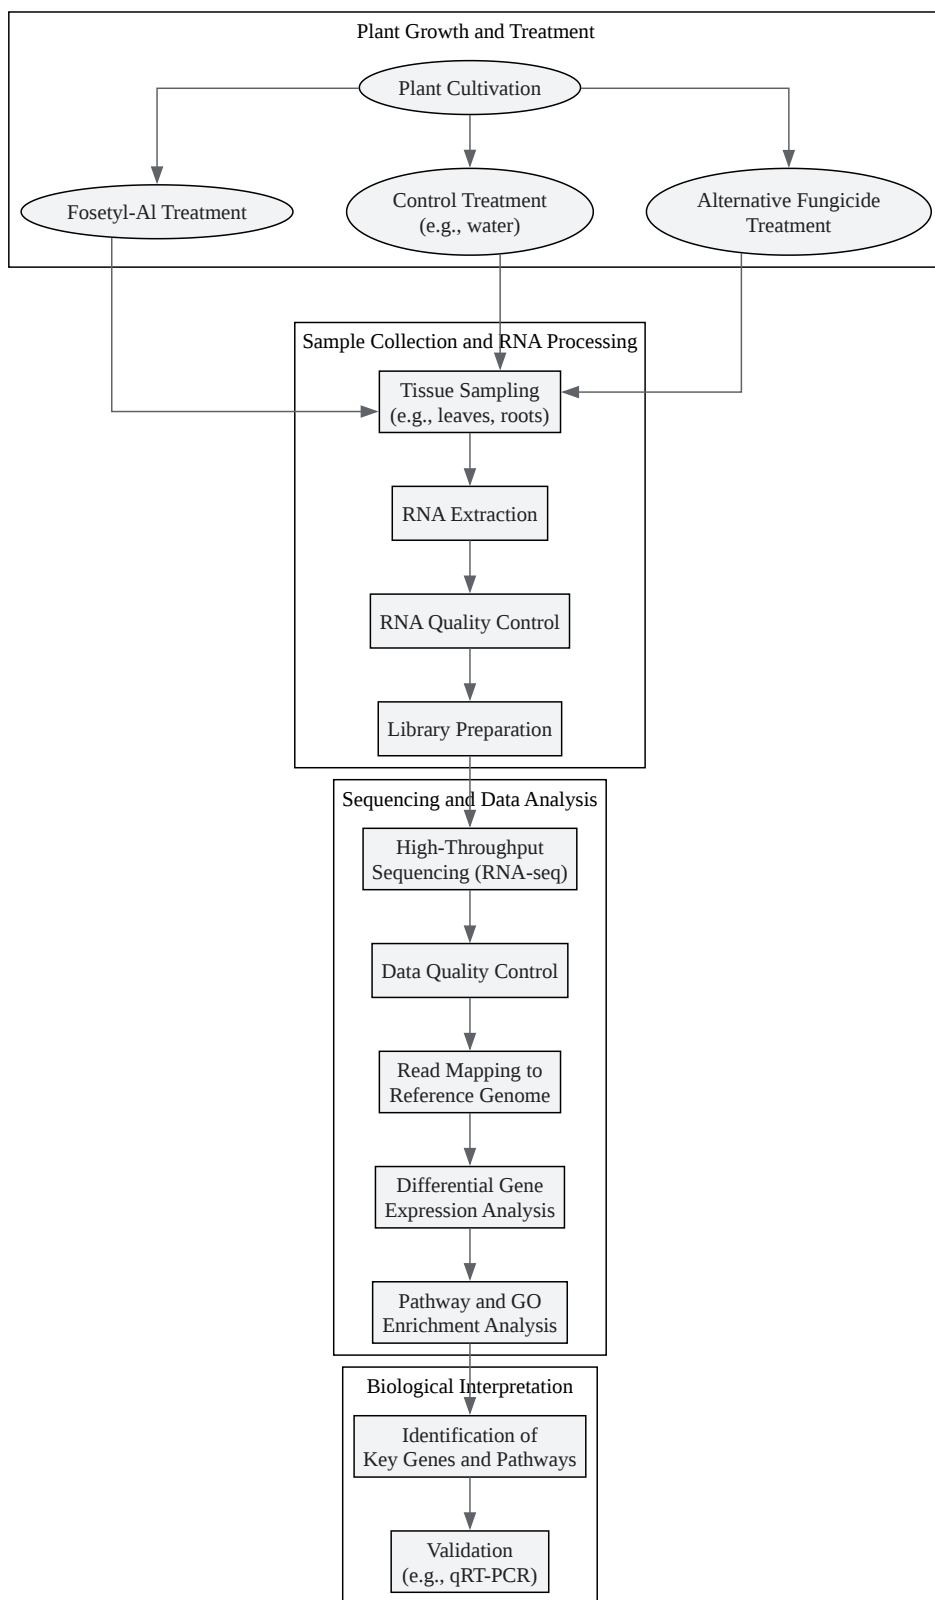 Plant Growth and Treatment
Plant Cultivation
Fosetyl-Al Treatment
Control Treatment
(e.g., water)
Alternative Fungicide
Treatment
Sample Collection and RNA Processing
Tissue Sampling
(e.g., leaves, roots)
RNA Extraction
RNA Quality Control
Library Preparation
Sequencing and Data Analysis
High-Throughput
Sequencing (RNA-seq)
Data Quality Control
Read Mapping to
Reference Genome
Differential Gene
Expression Analysis
Pathway and GO
Enrichment Analysis
Biological Interpretation
Identification of
Key Genes and Pathways
Validation
(e.g., qRT-PCR)